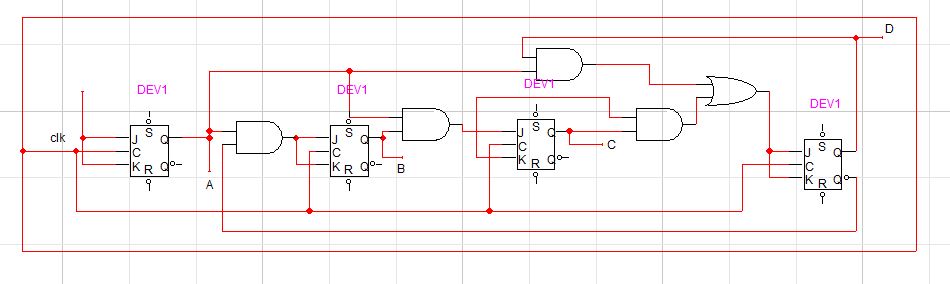 D
DEV1
DEV1
DEV1
DEV1
clk
J S Q
C
K R Q
J S Q
C
K R Q
J S Q
C
K R Q
J S Q
C
K R Q
A
B
C